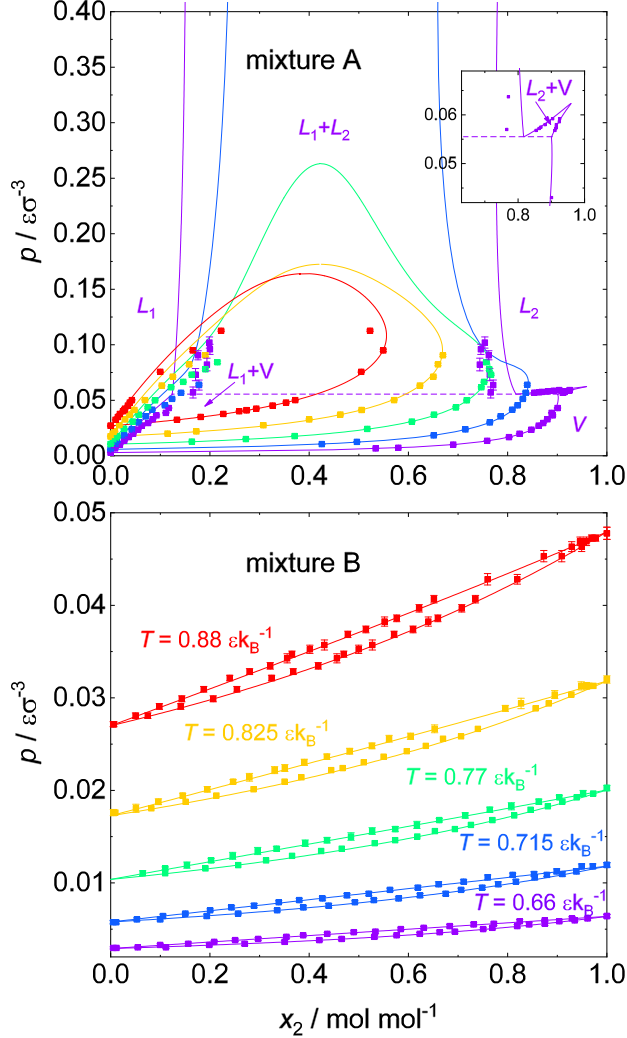 0.40
mixture A
0.35
L₂+V
0.30
0.06
L₁+L₂
0.05
0.25
0.8 1.0
p / εσ⁻³
0.20
0.15
L₁
L₂
0.10
L₁+V
0.05
V
0.00
0.0 0.2 0.4 0.6 0.8 1.0
0.05
mixture B
0.04
T = 0.88 εk_B⁻¹
p / εσ⁻³
0.03
T = 0.825 εk_B⁻¹
0.02
T = 0.77 εk_B⁻¹
T = 0.715 εk_B⁻¹
0.01
T = 0.66 εk_B⁻¹
0.0 0.2 0.4 0.6 0.8 1.0
x₂ / mol mol⁻¹